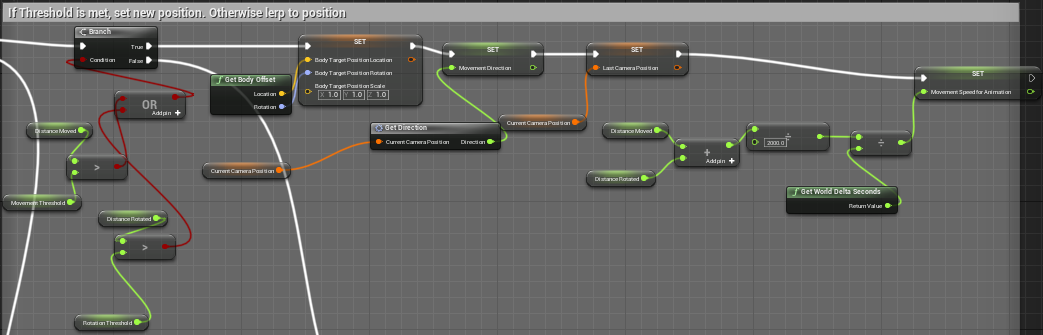 If Threshold is met, set new position. Otherwise lerp to position
Branch
True
Condition
False
SET
Body Target Position Location
Body Target Position Rotation
Body Target Position Scale
X 1.0 Y 1.0 Z 1.0
SET
Movement Direction
SET
Last Camera Position
SET
Movement Speed for Animation
Get Body Offset
Location
Rotation
OR
Add pin +
Distance Moved
>
Movement Threshold
Distance Rotated
>
Rotation Threshold
Current Camera Position
Get Direction
Current Camera Position
Direction
Current Camera Position
Distance Moved
Distance Rotated
+
Add pin +
÷
2000.0
÷
Get World Delta Seconds
Return Value